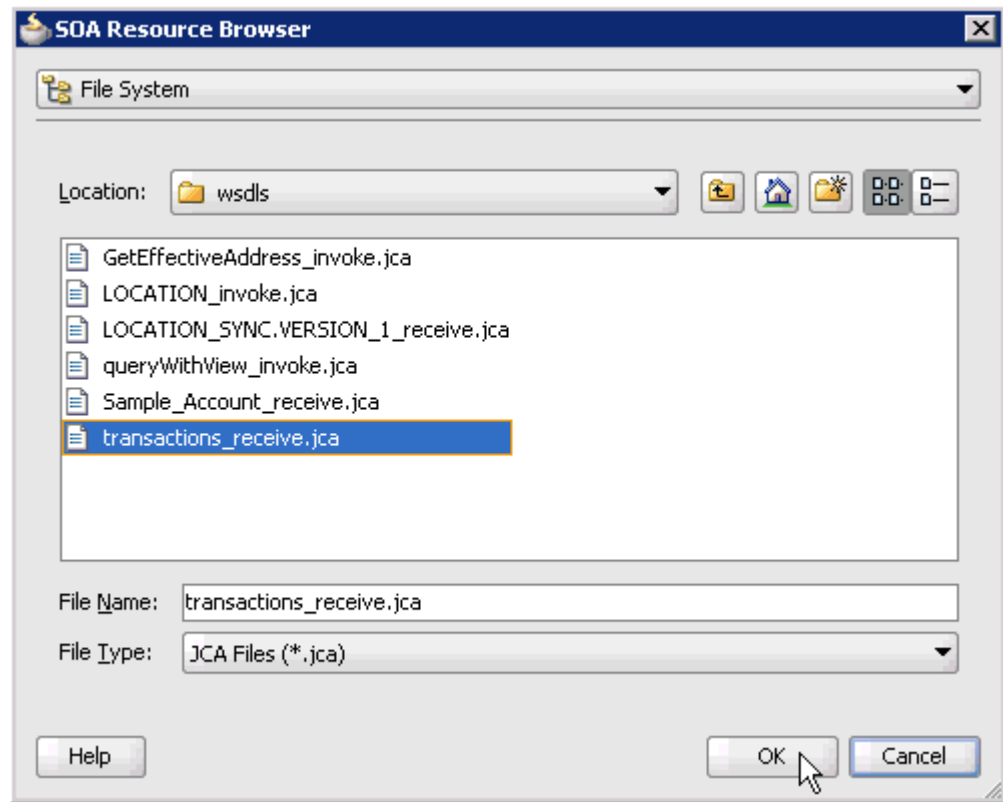 SOA Resource Browser
File System
Location: wsdls
GetEffectiveAddress_invoke.jca
LOCATION_invoke.jca
LOCATION_SYNC.VERSION_1_receive.jca
queryWithView_invoke.jca
Sample_Account_receive.jca
transactions_receive.jca
File Name: transactions_receive.jca
File Type: JCA Files (*.jca)
Help OK Cancel